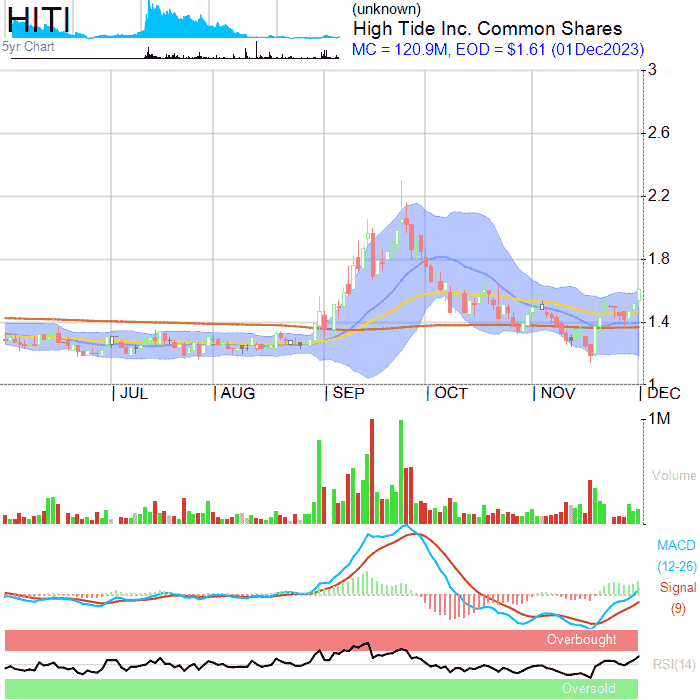 HITI
5yr Chart
(unknown)
High Tide Inc. Common Shares
MC = 120.9M, EOD = $1.61 (01Dec2023)
3
2.6
2.2
1.8
1.4
1
JUL AUG SEP OCT NOV DEC
1M
Volume
MACD
(12-26)
Signal
(9)
Overbought
RSI(14)
Oversold